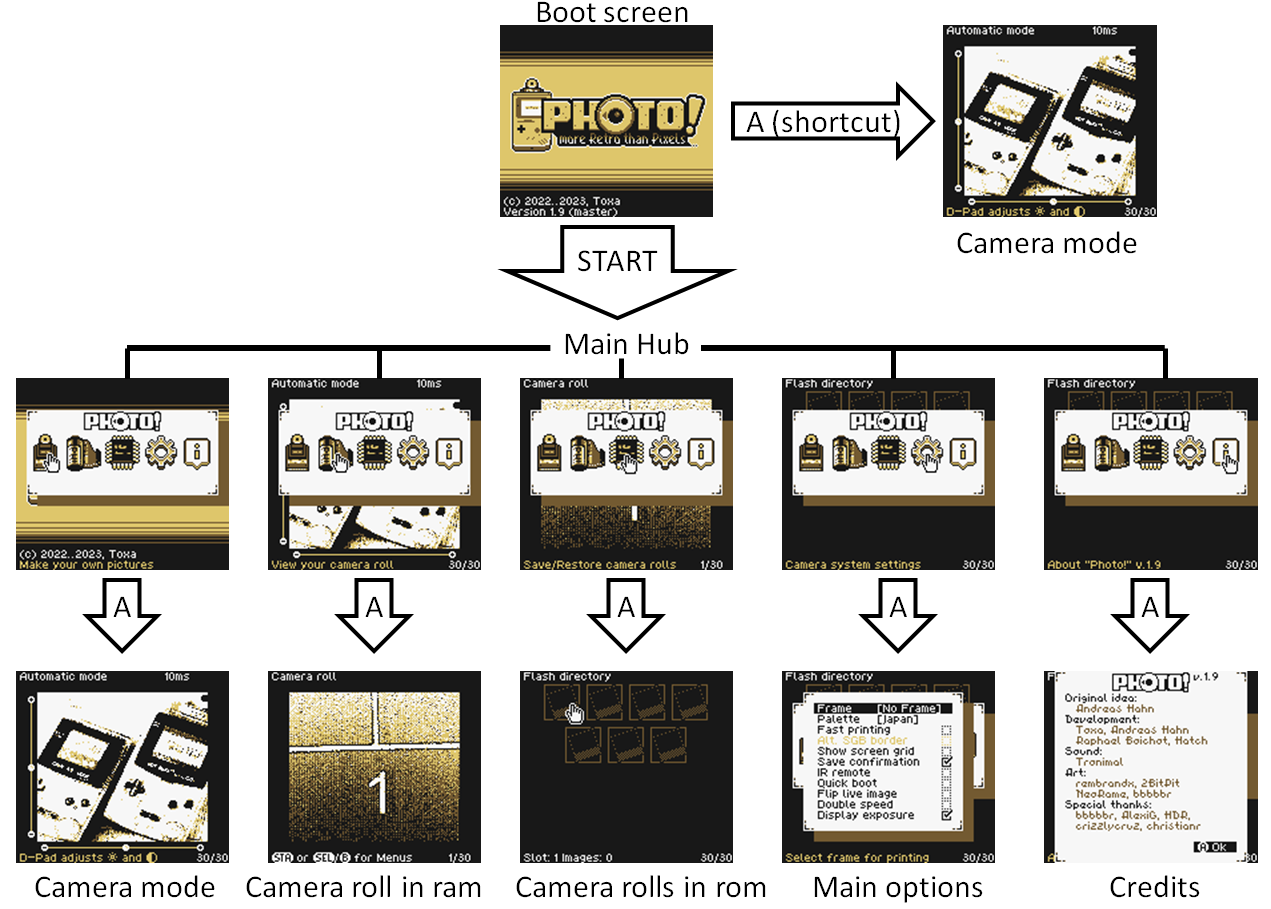 Boot screen
PHOTO!
more Retro than Pixels...
(c) 2022..2023, Toxa
Version 1.9 (master)
A (shortcut)
Automatic mode 10ms
D-Pad adjusts and 30/30
Camera mode
START
Main Hub
PHOTO!
(c) 2022..2023, Toxa
Make your own pictures
Automatic mode 10ms
PHOTO!
View your camera roll 30/30
Camera roll
PHOTO!
Save/Restore camera rolls 1/30
Flash directory
PHOTO!
Camera system settings 30/30
Flash directory
PHOTO!
About "Photo!" v.1.9 30/30
A
A
A
A
A
Automatic mode 10ms
D-Pad adjusts and 30/30
Camera mode
Camera roll
1
STA or SEL/B for Menus 1/30
Camera roll in ram
Flash directory
Slot: 1 Images: 0 30/30
Camera rolls in rom
Flash directory
Frame [No Frame]
Palette [Japan]
Fast printing
Alt. SGB border
Show screen grid
Save confirmation
IR remote
Quick boot
Flip live image
Double speed
Display exposure
Select frame for printing 30/30
Main options
PHOTO! v.1.9
Original idea:
Andreas Hahn
Development:
Toxa, Andreas Hahn
Raphael Boichot, Hatch
Sound:
Tronimal
Art:
rembrandx, 2BitPit
NeoRama, bbbbbr
Special thanks:
bbbbbr, AlexiG, HDR,
crizzlycruz, christianr
A Ok
Credits